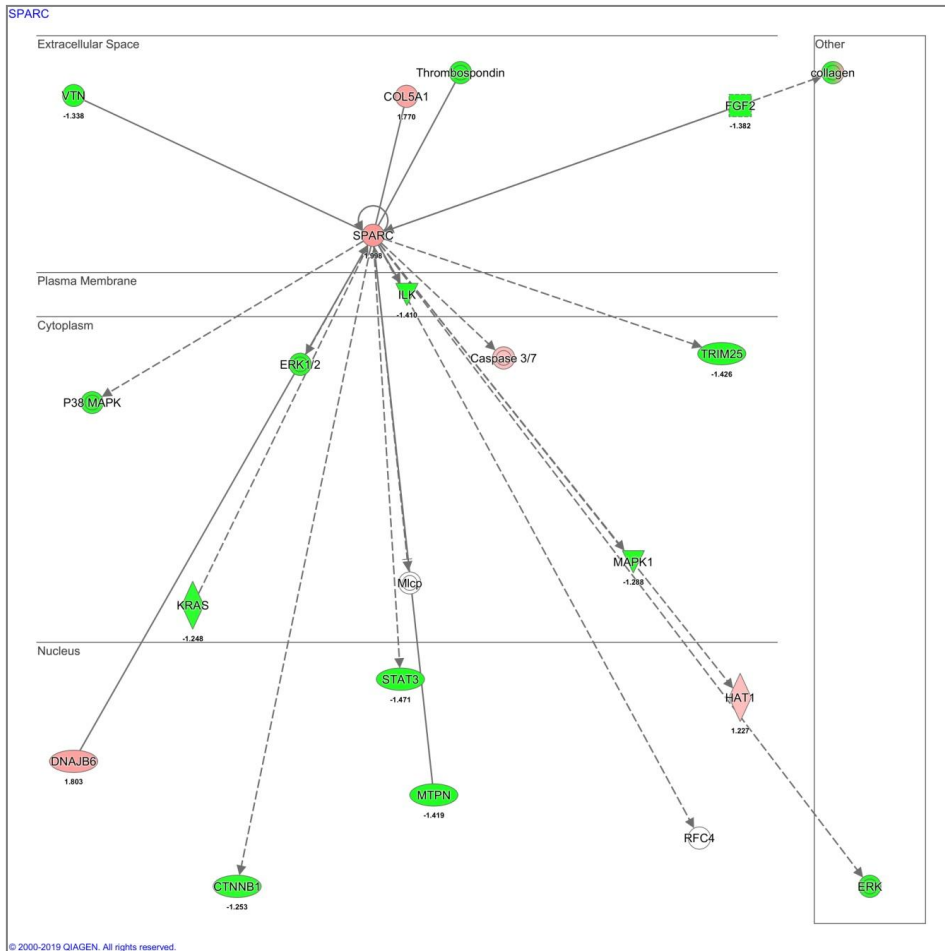 SPARC
Extracellular Space
Other
Thrombospondin
collagen
VTN
-1.338
COL5A1
1.770
FGF2
-1.382
SPARC
1.998
Plasma Membrane
ILK
-1.410
Cytoplasm
ERK1/2
Caspase 3/7
TRIM25
-1.426
P38 MAPK
MAPK1
-1.288
Mlcp
KRAS
-1.248
Nucleus
STAT3
-1.471
HAT1
1.227
DNAJB6
1.803
MTPN
-1.419
RFC4
CTNNB1
-1.253
ERK
© 2000-2019 QIAGEN. All rights reserved.